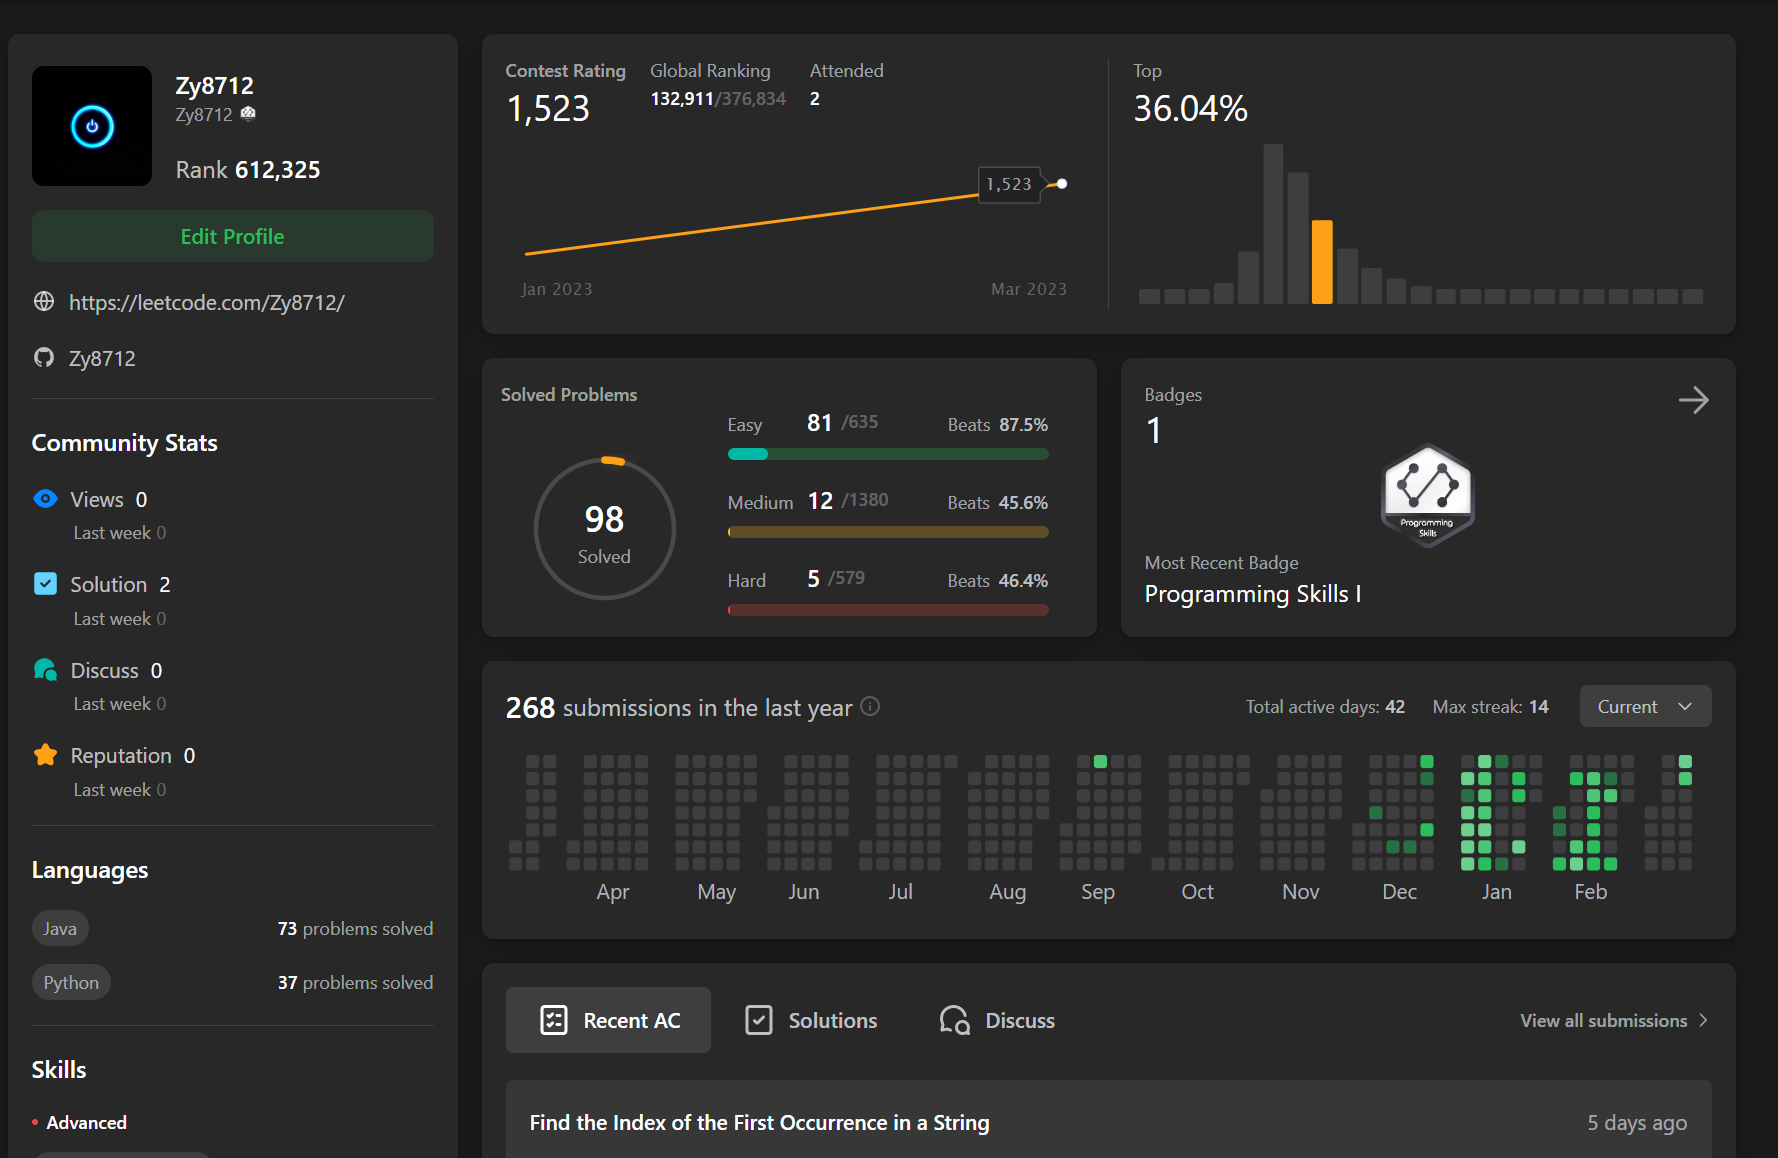 Zy8712
Zy8712
Rank 612,325
Edit Profile
https://leetcode.com/Zy8712/
Zy8712
Community Stats
Views 0
Last week 0
Solution 2
Last week 0
Discuss 0
Last week 0
Reputation 0
Last week 0
Languages
Java 73 problems solved
Python 37 problems solved
Skills
Advanced
Contest Rating
1,523
Global Ranking
132,911/376,834
Attended
2
1,523
Jan 2023 Mar 2023
Top
36.04%
Solved Problems
98
Solved
Easy 81 /635 Beats 87.5%
Medium 12 /1380 Beats 45.6%
Hard 5 /579 Beats 46.4%
Badges
1
Programming
Skills
Most Recent Badge
Programming Skills I
268 submissions in the last year Total active days: 42 Max streak: 14 Current
Apr May Jun Jul Aug Sep Oct Nov Dec Jan Feb
Recent AC Solutions Discuss View all submissions
Find the Index of the First Occurrence in a String 5 days ago